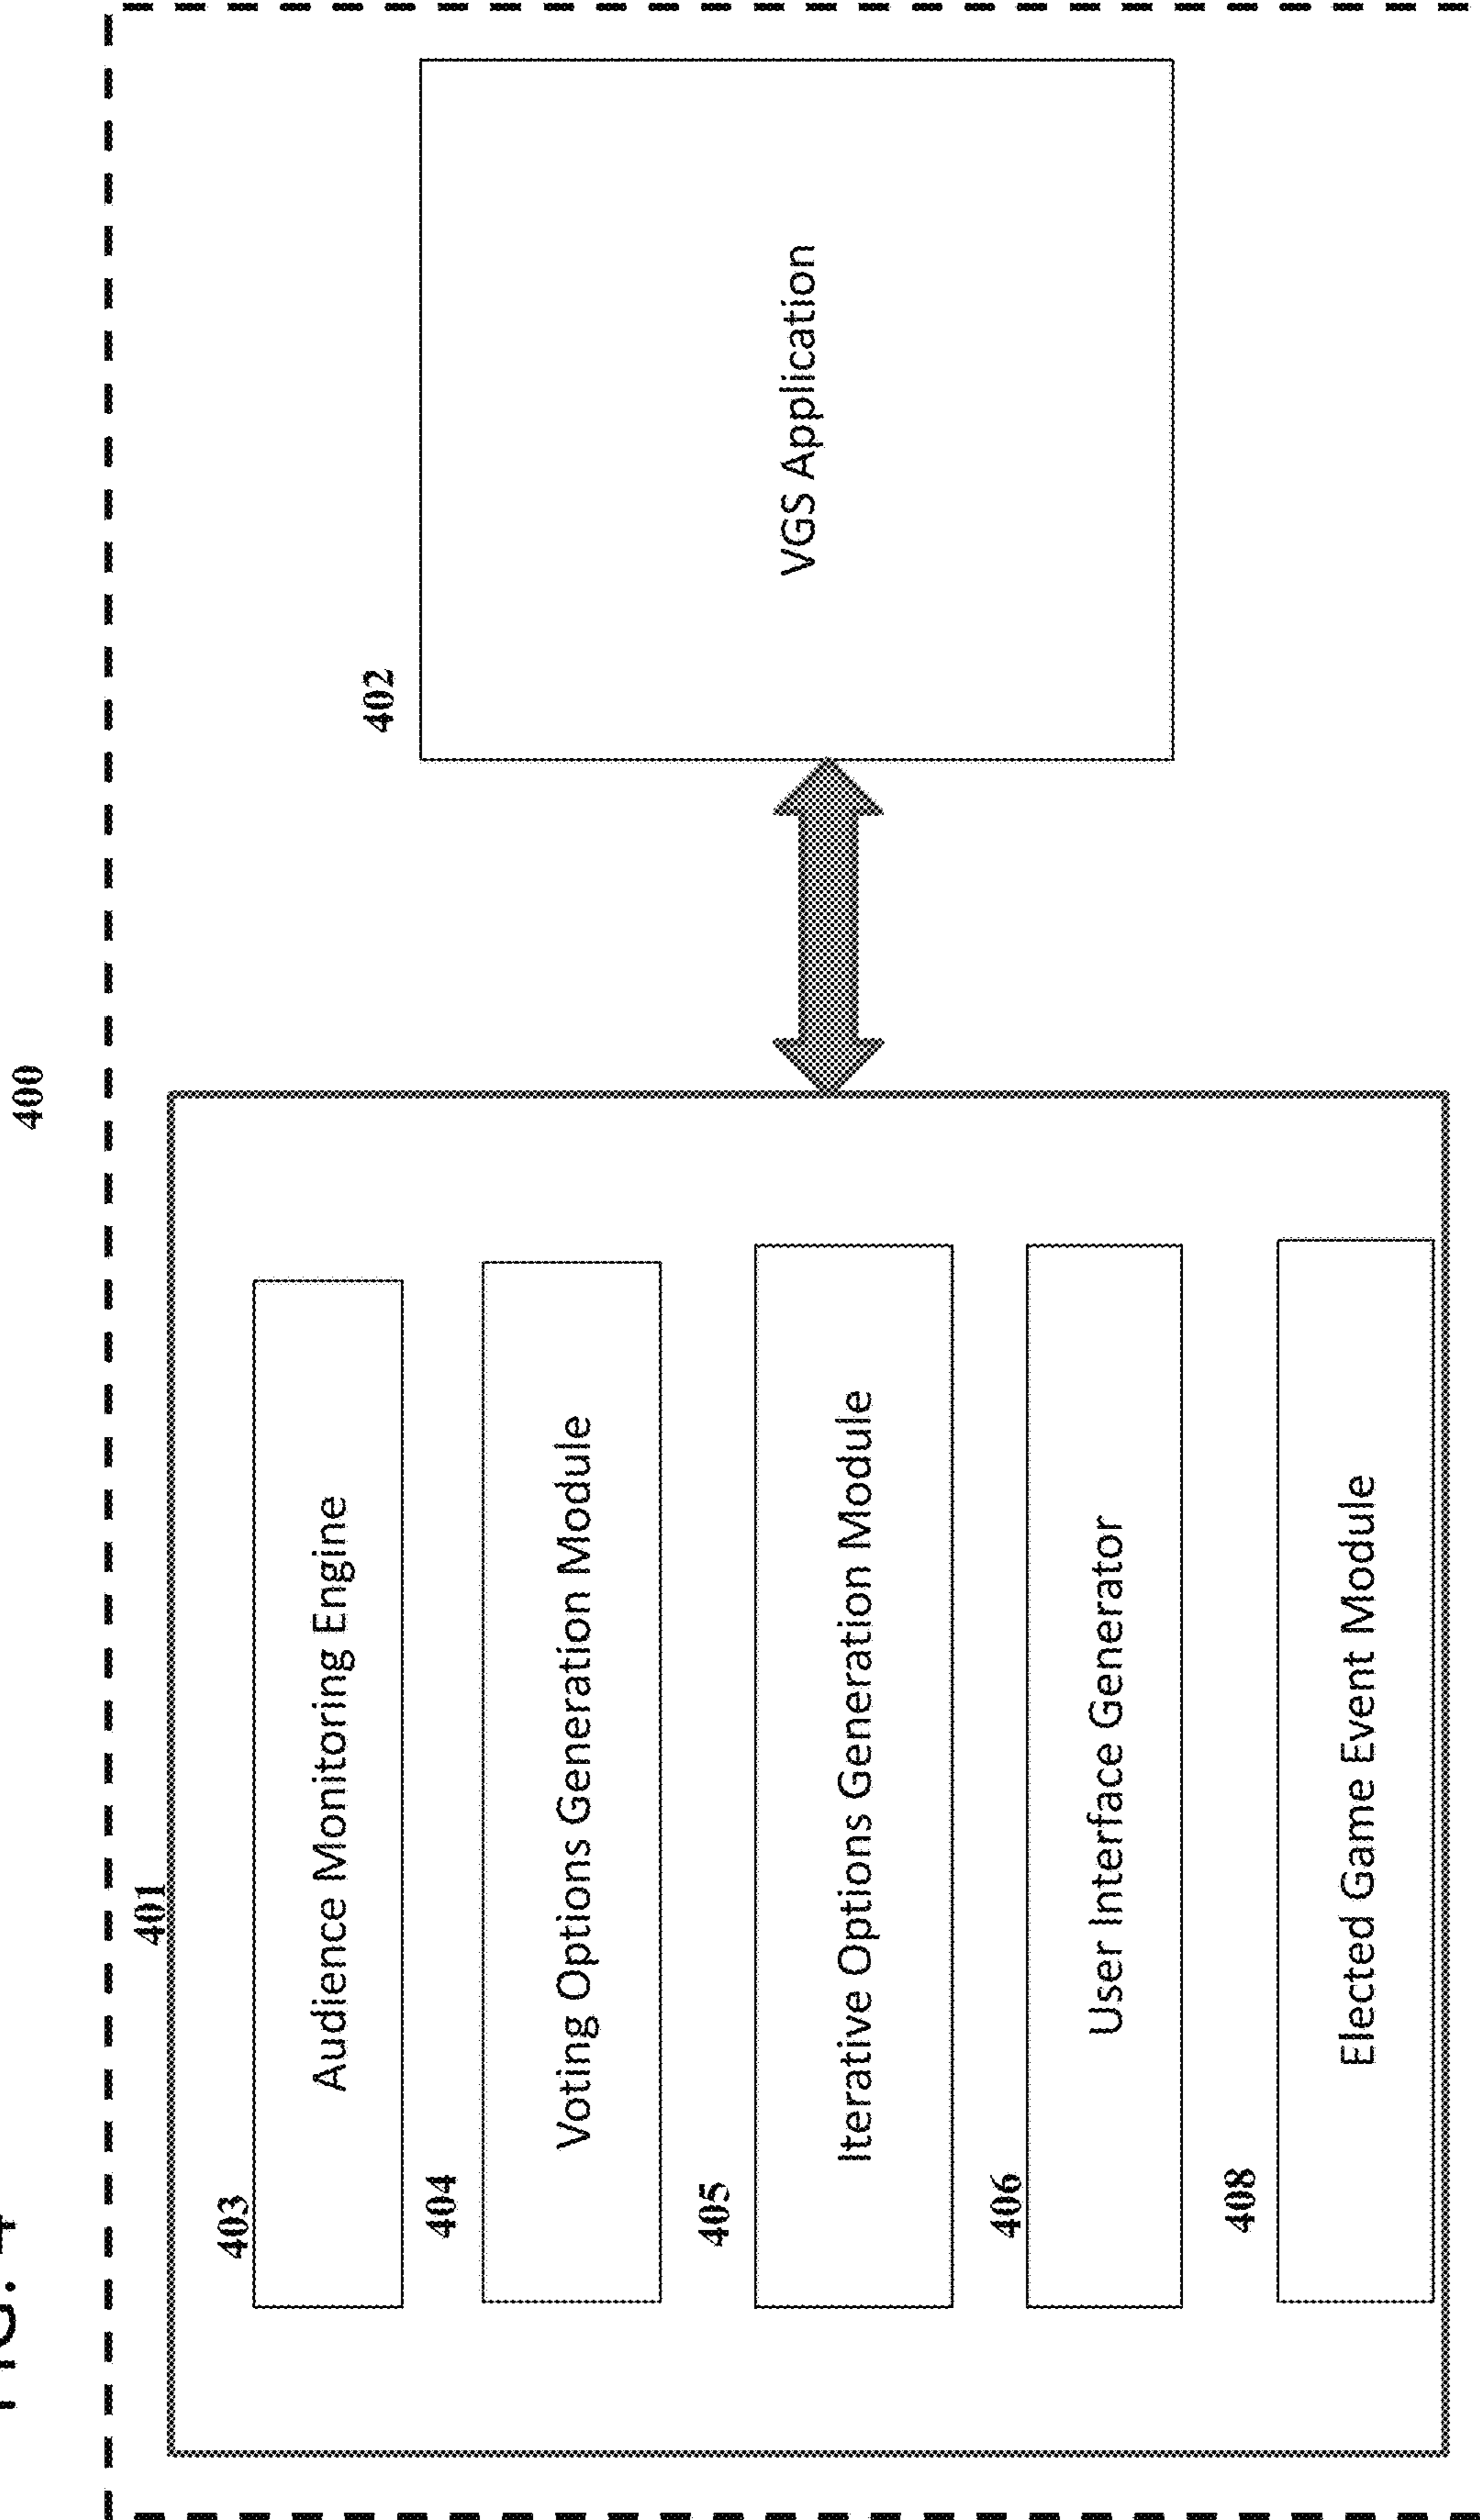 400
401
402
403
Audience Monitoring Engine
404
Voting Options Generation Module
405
Iterative Options Generation Module
406
User Interface Generator
408
Elected Game Event Module
VGS Application